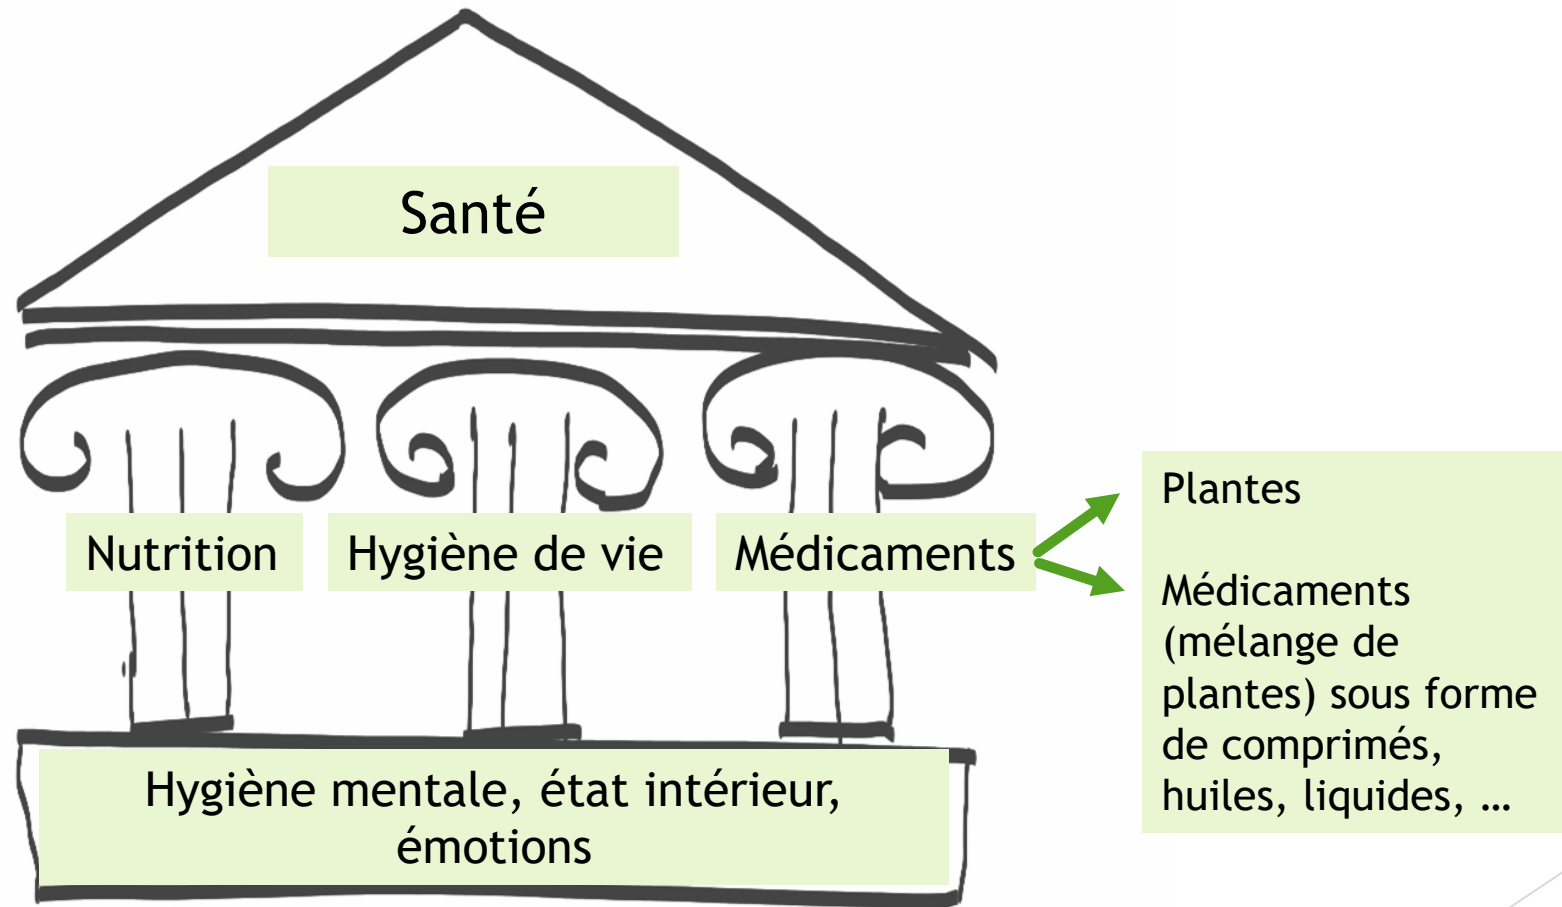 Santé
Nutrition
Hygiène de vie
Médicaments
Plantes
Médicaments
(mélange de
plantes) sous forme
de comprimés,
huiles, liquides, …
Hygiène mentale, état intérieur,
émotions